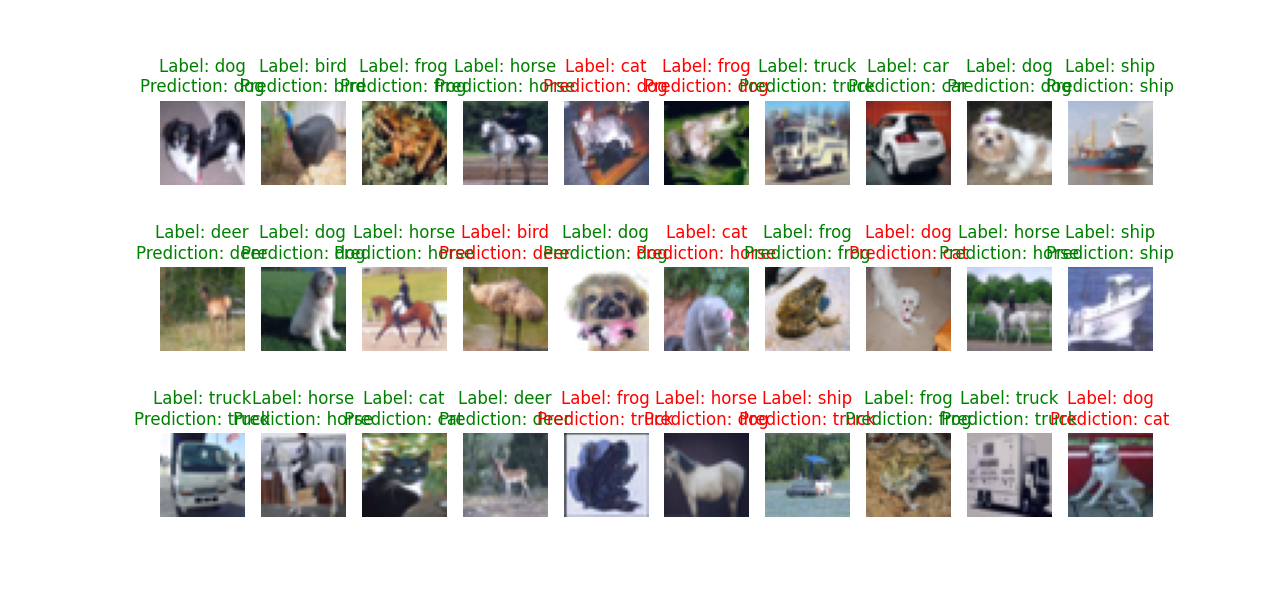 Label: dog
Prediction: dog
Label: bird
Prediction: bird
Label: frog
Prediction: frog
Label: horse
Prediction: horse
Label: cat
Prediction: dog
Label: frog
Prediction: dog
Label: truck
Prediction: truck
Label: car
Prediction: car
Label: dog
Prediction: dog
Label: ship
Prediction: ship
Label: deer
Prediction: deer
Label: dog
Prediction: dog
Label: horse
Prediction: horse
Label: bird
Prediction: deer
Label: dog
Prediction: dog
Label: cat
Prediction: horse
Label: frog
Prediction: frog
Label: dog
Prediction: cat
Label: horse
Prediction: horse
Label: ship
Prediction: ship
Label: truck
Prediction: truck
Label: horse
Prediction: horse
Label: cat
Prediction: cat
Label: deer
Prediction: deer
Label: frog
Prediction: truck
Label: horse
Prediction: dog
Label: ship
Prediction: truck
Label: frog
Prediction: frog
Label: truck
Prediction: truck
Label: dog
Prediction: cat